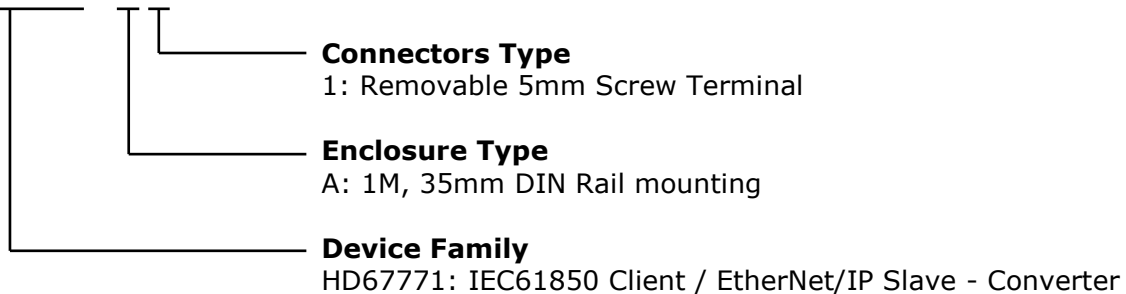 Connectors Type
1: Removable 5mm Screw Terminal
Enclosure Type
A: 1M, 35mm DIN Rail mounting
Device Family
HD67771: IEC61850 Client / EtherNet/IP Slave - Converter